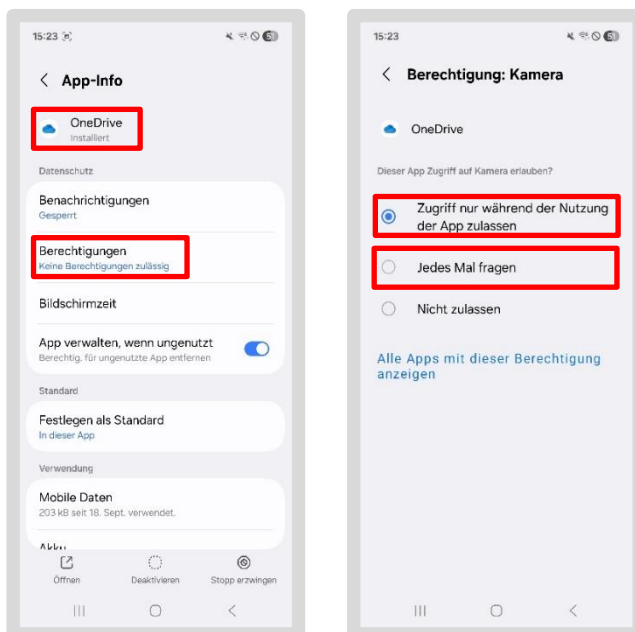 15:23
App-Info
OneDrive
Installiert
Datenschutz
Benachrichtigungen
Gesperrt
Berechtigungen
Keine Berechtigungen zulässig
Bildschirmzeit
App verwalten, wenn ungenutzt
Berechtig. für ungenutzte App entfernen
Standard
Festlegen als Standard
In dieser App
Verwendung
Mobile Daten
203 kB seit 18. Sept. verwendet.
Akku
Öffnen
Deaktivieren
Stopp erzwingen
15:23
Berechtigung: Kamera
OneDrive
Dieser App Zugriff auf Kamera erlauben?
Zugriff nur während der Nutzung
der App zulassen
Jedes Mal fragen
Nicht zulassen
Alle Apps mit dieser Berechtigung
anzeigen